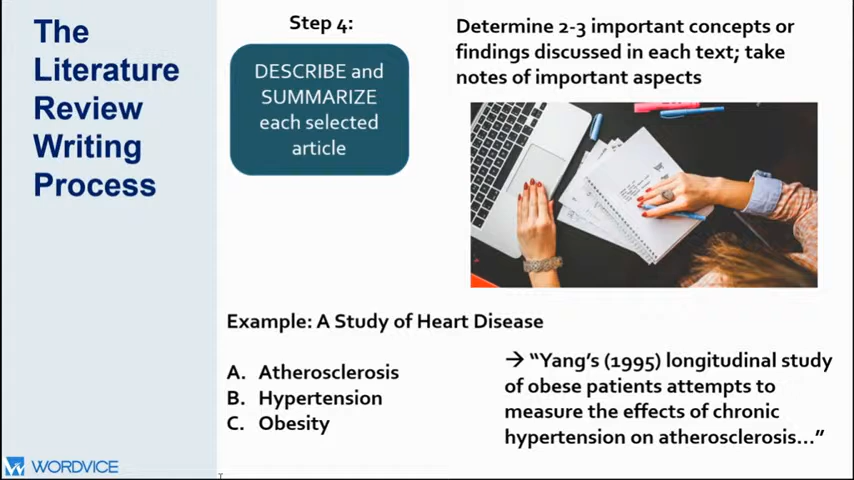 The
Literature
Review
Writing
Process
Step 4:
DESCRIBE and
SUMMARIZE
each selected
article
Determine 2-3 important concepts or
findings discussed in each text; take
notes of important aspects
Example: A Study of Heart Disease
A. Atherosclerosis
B. Hypertension
C. Obesity
→ “Yang’s (1995) longitudinal study
of obese patients attempts to
measure the effects of chronic
hypertension on atherosclerosis...”
WORDVICE